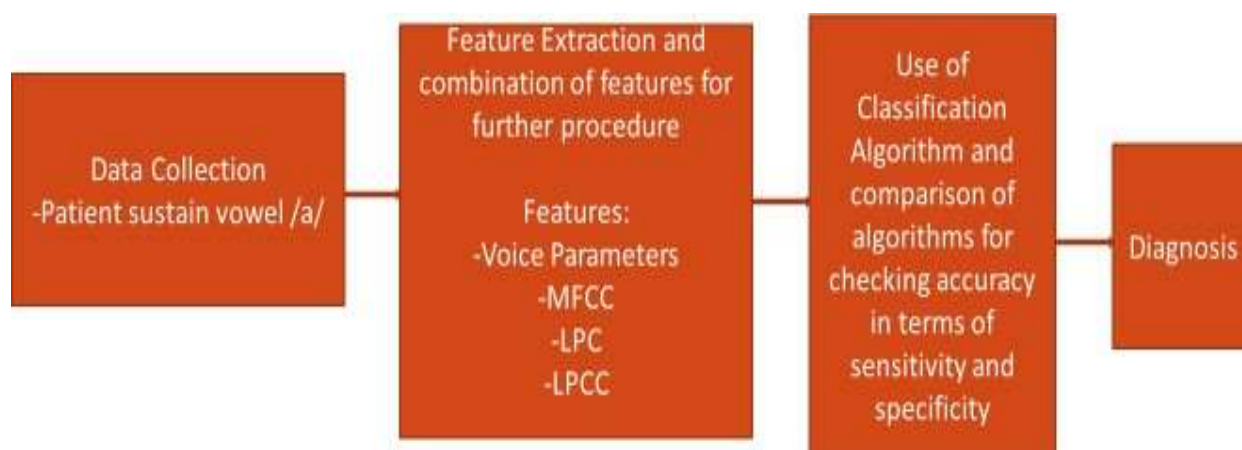 Data Collection
-Patient sustain vowel /a/
Feature Extraction and
combination of features for
further procedure
Features:
-Voice Parameters
-MFCC
-LPC
-LPCC
Use of
Classification
Algorithm and
comparison of
algorithms for
checking accuracy
in terms of
sensitivity and
specificity
Diagnosis